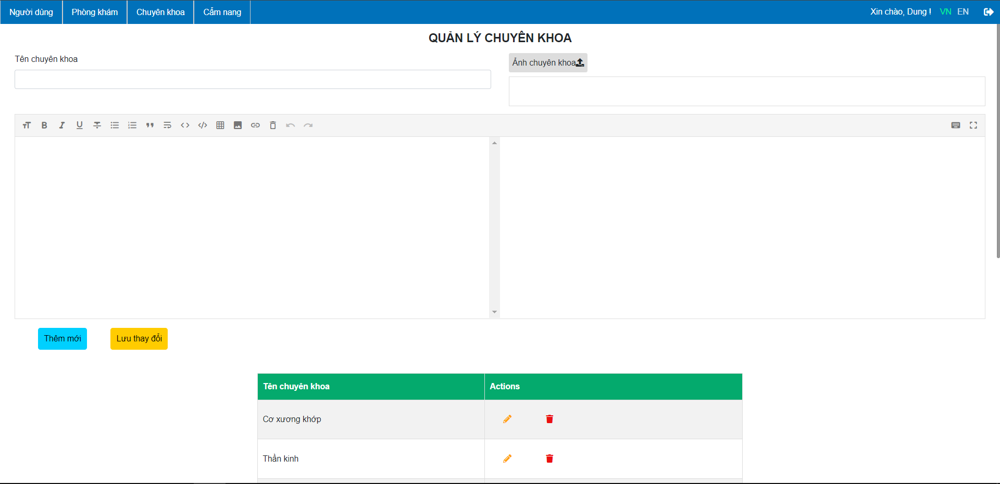 Người dùng Phòng khám Chuyên khoa Cẩm nang Xin chào, Dung ! VN EN
QUẢN LÝ CHUYÊN KHOA
Tên chuyên khoa
Ảnh chuyên khoa
Thêm mới Lưu thay đổi
Tên chuyên khoa Actions
Cơ xương khớp
Thần kinh